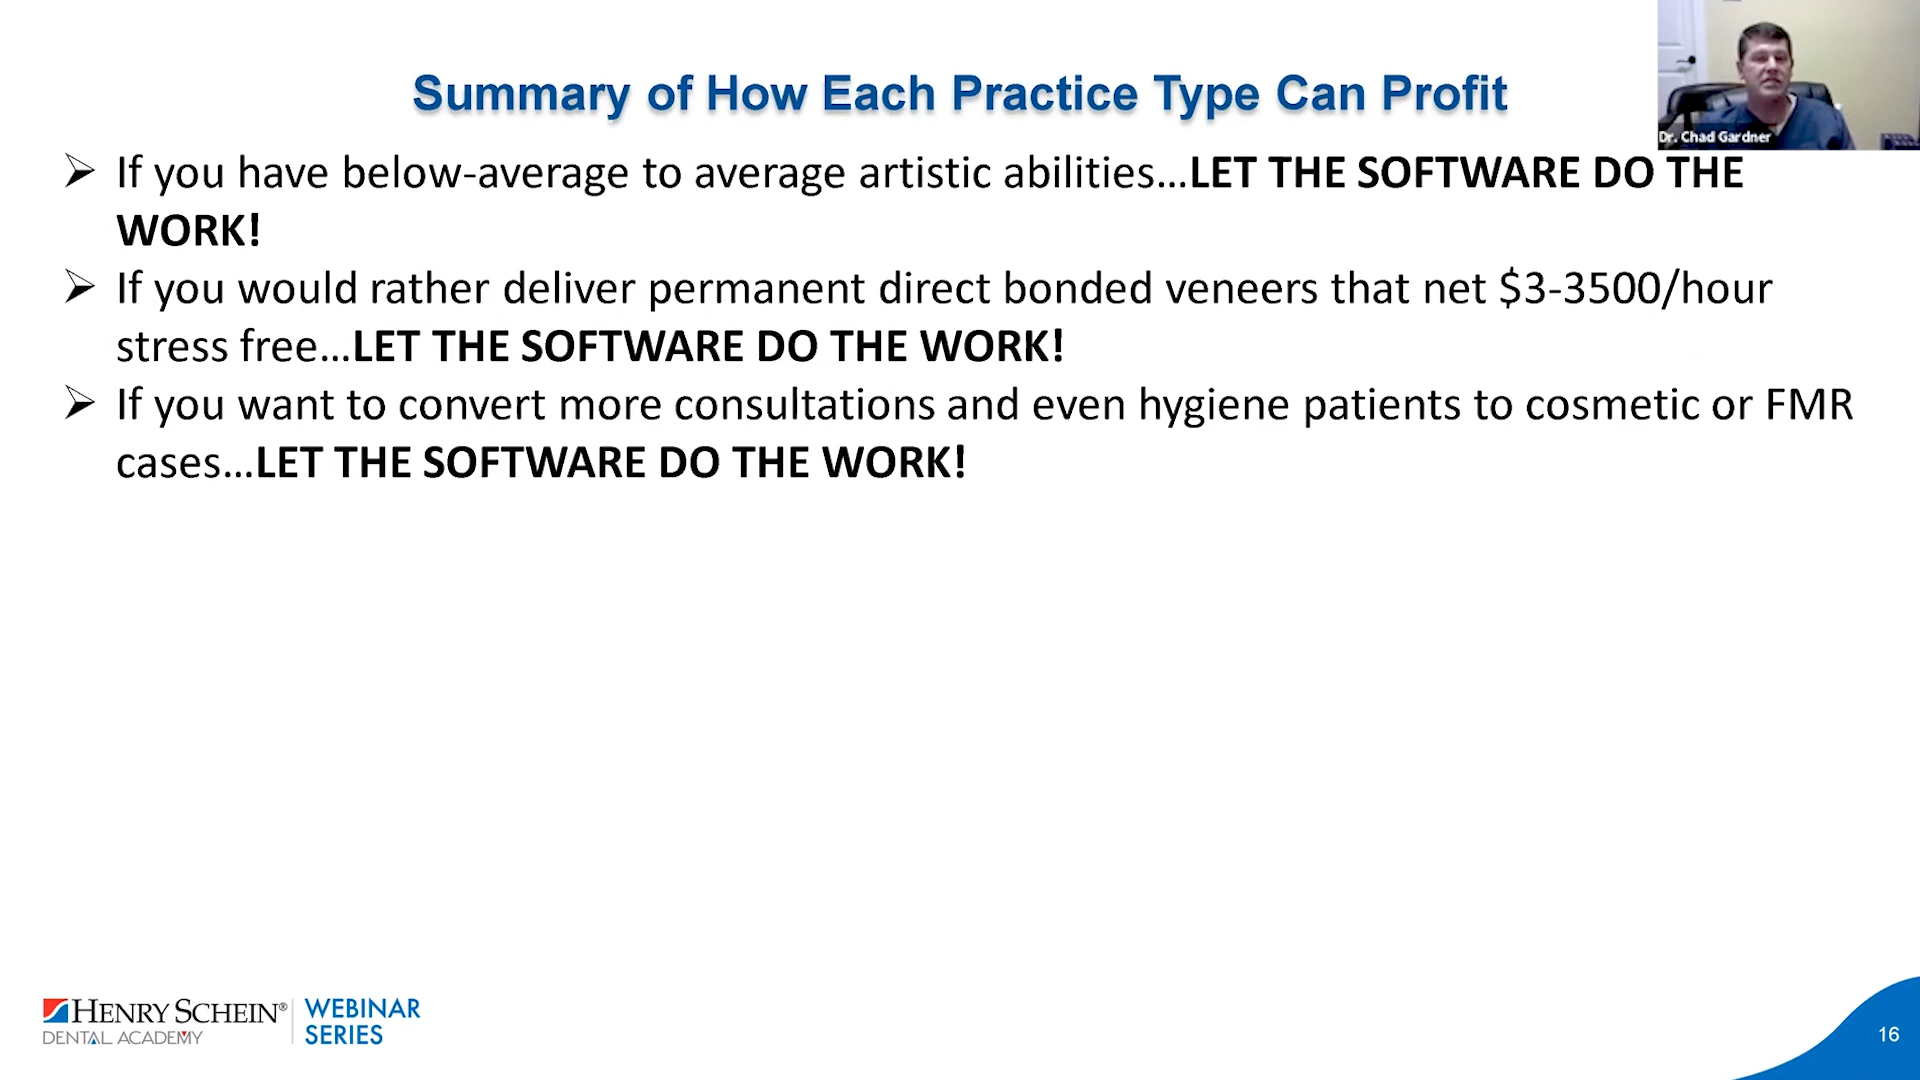 Summary of How Each Practice Type Can Profit
Dr. Chad Gardner
➢ If you have below-average to average artistic abilities…LET THE SOFTWARE DO THE
WORK!
➢ If you would rather deliver permanent direct bonded veneers that net $3-3500/hour
stress free…LET THE SOFTWARE DO THE WORK!
➢ If you want to convert more consultations and even hygiene patients to cosmetic or FMR
cases…LET THE SOFTWARE DO THE WORK!
HENRY SCHEIN®
DENTAL ACADEMY
WEBINAR
SERIES
16